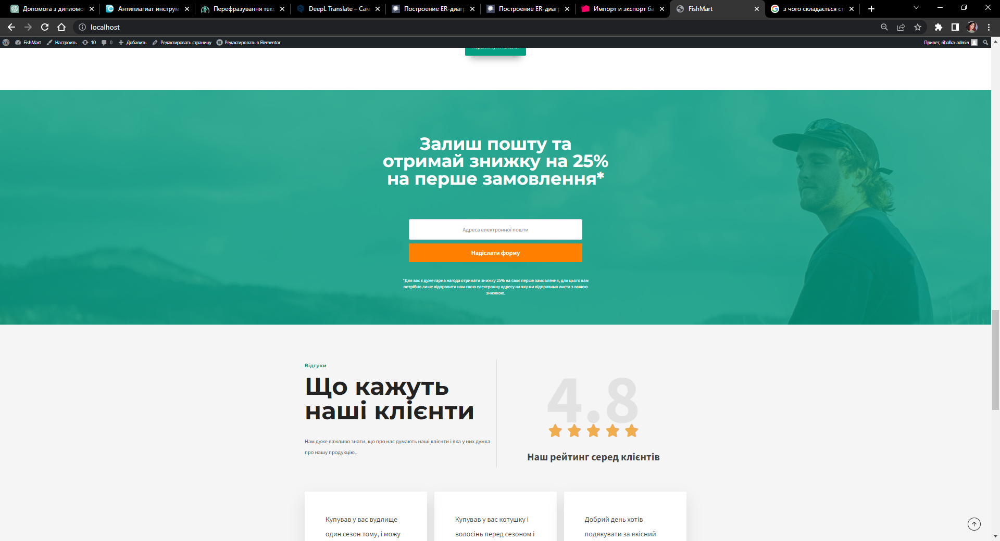 Допомога з дипломо
Антиплагиат инструм
Перефразування текс
DeepL Translate – Сам
Построение ER-диагр
Построение ER-диагр
Импорт и экспорт ба
FishMart
з чого складається ст
localhost
FishMart
Настроить
10
0
Добавить
Редактировать страницу
Редактировать в Elementor
Привет, ribalka-admin
Залиш пошту та
отримай знижку на 25%
на перше замовлення*
Адреса електронної пошти
Надіслати форму
*Для вас є дуже гарна нагода отримати знижку 25% на своє перше замовлення, для цього вам
потрібно лише відправити нам свою електронну адресу на яку ми відправимо листа з вашою
знижкою.
Відгуки
Що кажуть
наші клієнти
Нам дуже важливо знати, що про нас думають наші клієнти і яка у них думка
про нашу продукцію..
4.8
Наш рейтинг серед клієнтів
Купував у вас вудлище
один сезон тому, і можу
Купував у вас котушку і
волосінь перед сезоном і
Добрий день хотів
подякувати за якісний